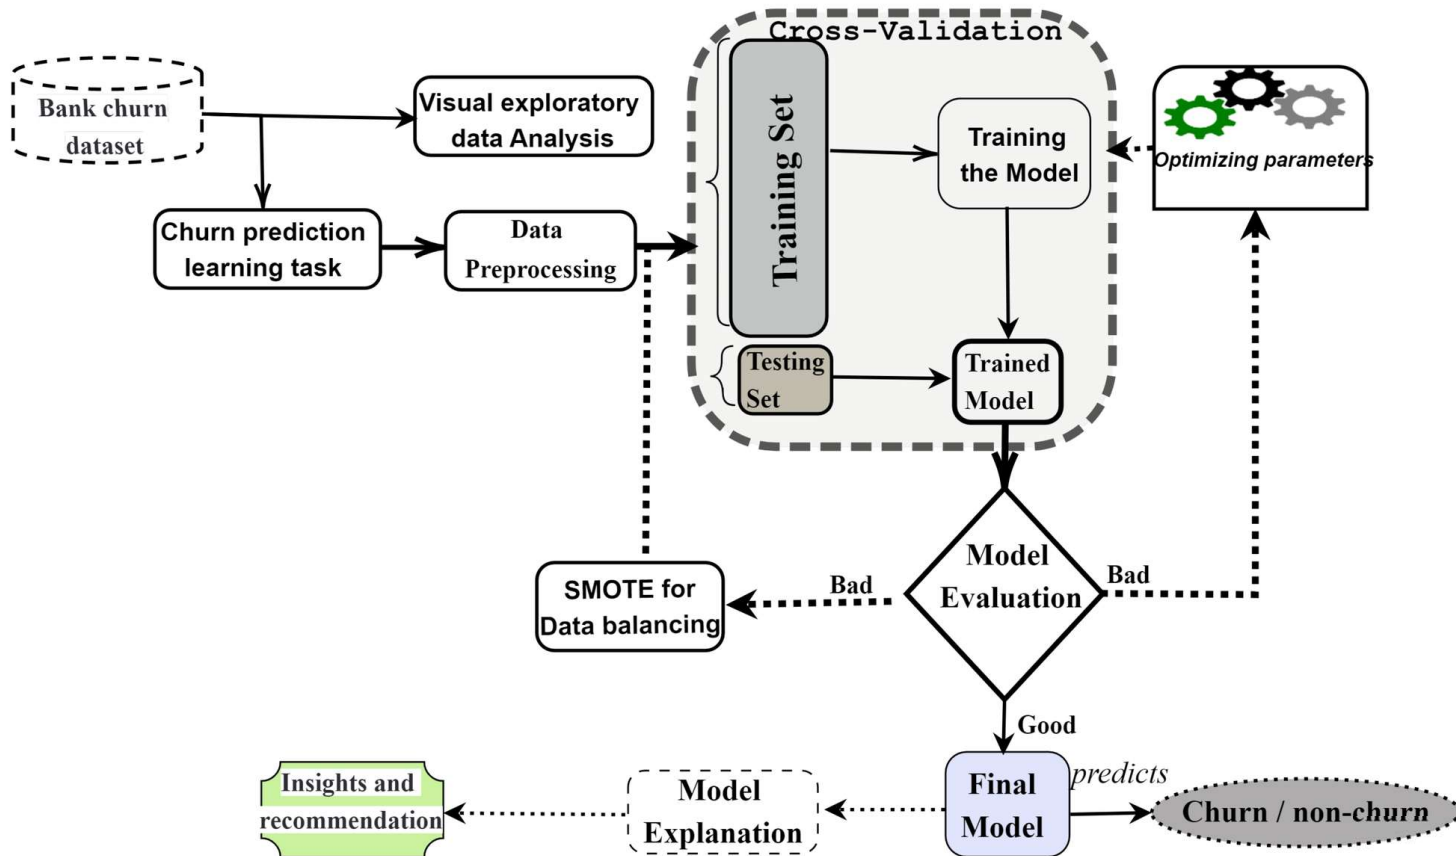 Cross-Validation
Bank churn
dataset
Visual exploratory
data Analysis
Training Set
Training
the Model
Optimizing parameters
Churn prediction
learning task
Data
Preprocessing
Testing
Set
Trained
Model
Model
Evaluation
Bad
Bad
SMOTE for
Data balancing
Good
Insights and
recommendation
Model
Explanation
Final
Model
predicts
Churn / non-churn